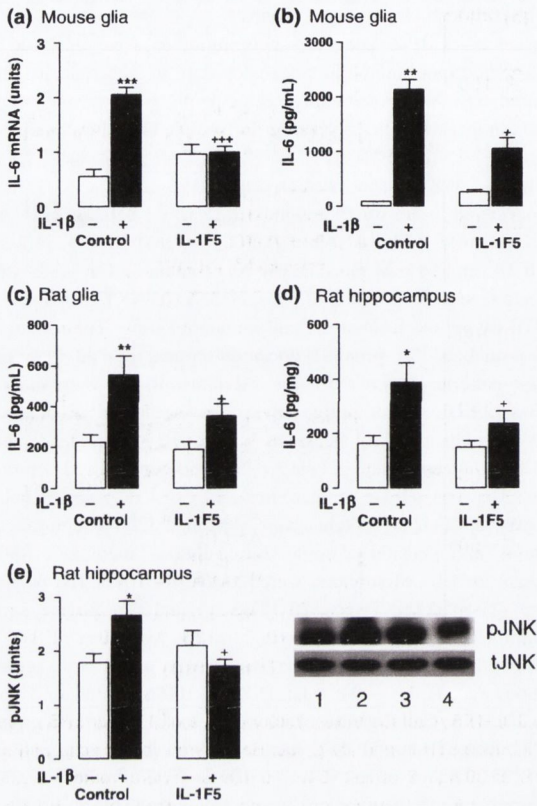 (a) Mouse glia
IL-6 mRNA (units)
3
2
1
0
***
+++
IL-1β − + − +
Control IL-1F5
(b) Mouse glia
IL-6 (pg/mL)
3000
2000
1000
0
**
+
IL-1β − + − +
Control IL-1F5
(c) Rat glia
IL-6 (pg/mL)
800
600
400
200
0
**
+
IL-1β − + − +
Control IL-1F5
(d) Rat hippocampus
IL-6 (pg/mg)
600
400
200
0
*
+
IL-1β − + − +
Control IL-1F5
(e) Rat hippocampus
pJNK (units)
3
2
1
0
*
IL-1β − + − +
Control IL-1F5
pJNK
tJNK
1 2 3 4